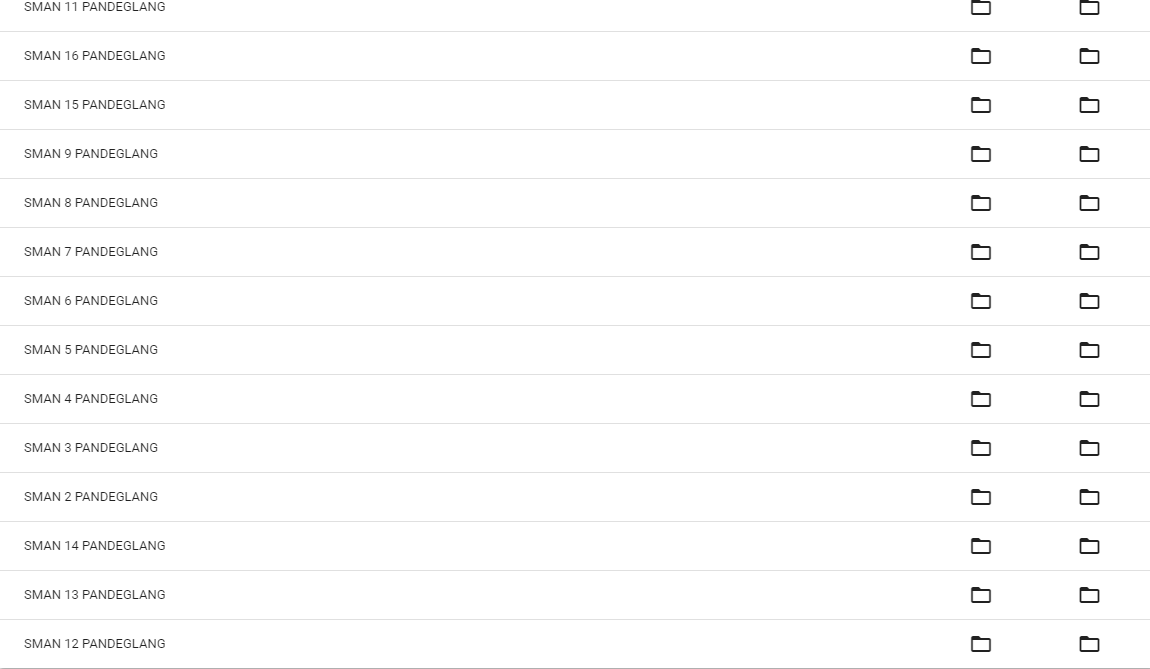 SMAN 11 PANDEGLANG
SMAN 16 PANDEGLANG
SMAN 15 PANDEGLANG
SMAN 9 PANDEGLANG
SMAN 8 PANDEGLANG
SMAN 7 PANDEGLANG
SMAN 6 PANDEGLANG
SMAN 5 PANDEGLANG
SMAN 4 PANDEGLANG
SMAN 3 PANDEGLANG
SMAN 2 PANDEGLANG
SMAN 14 PANDEGLANG
SMAN 13 PANDEGLANG
SMAN 12 PANDEGLANG